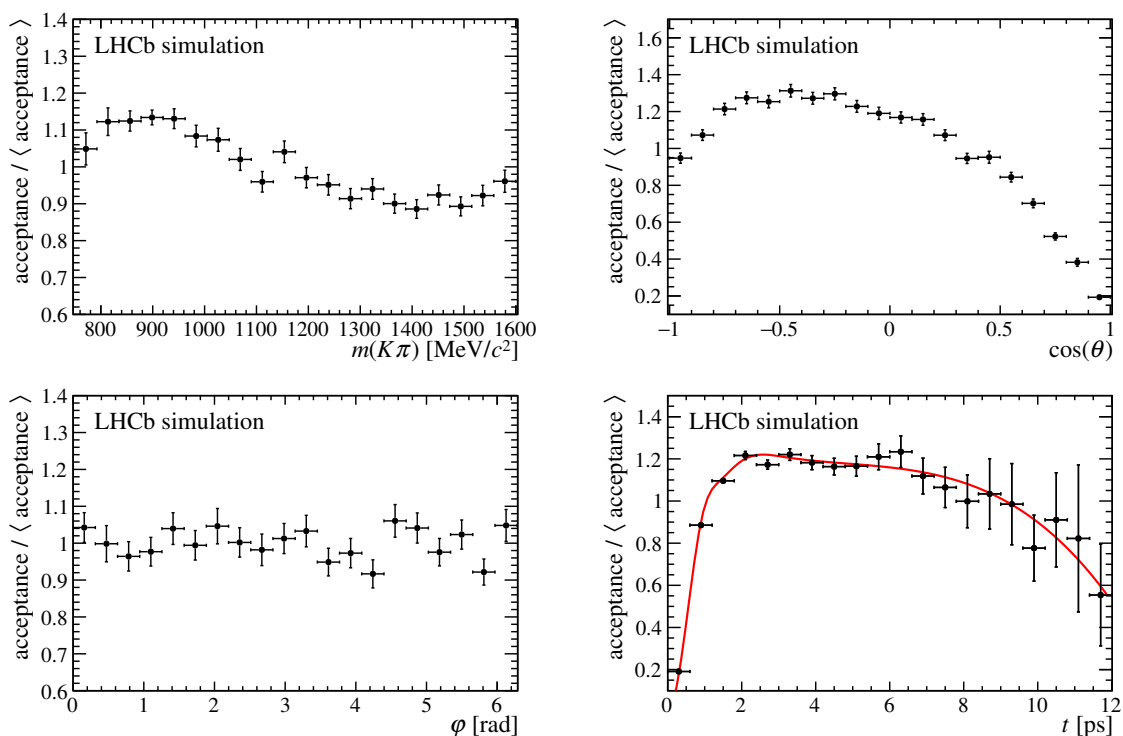 acceptance / ⟨ acceptance ⟩
1.4
1.3
1.2
1.1
1
0.9
0.8
0.7
0.6
LHCb simulation
800 900 1000 1100 1200 1300 1400 1500 1600
m(Kπ) [MeV/c²]
acceptance / ⟨ acceptance ⟩
1.6
1.4
1.2
1
0.8
0.6
0.4
0.2
LHCb simulation
−1 −0.5 0 0.5 1
cos(θ)
acceptance / ⟨ acceptance ⟩
1.4
1.3
1.2
1.1
1.0
0.9
0.8
0.7
0.6
LHCb simulation
0 1 2 3 4 5 6
φ [rad]
acceptance / ⟨ acceptance ⟩
1.4
1.2
1
0.8
0.6
0.4
0.2
LHCb simulation
0 2 4 6 8 10 12
t [ps]